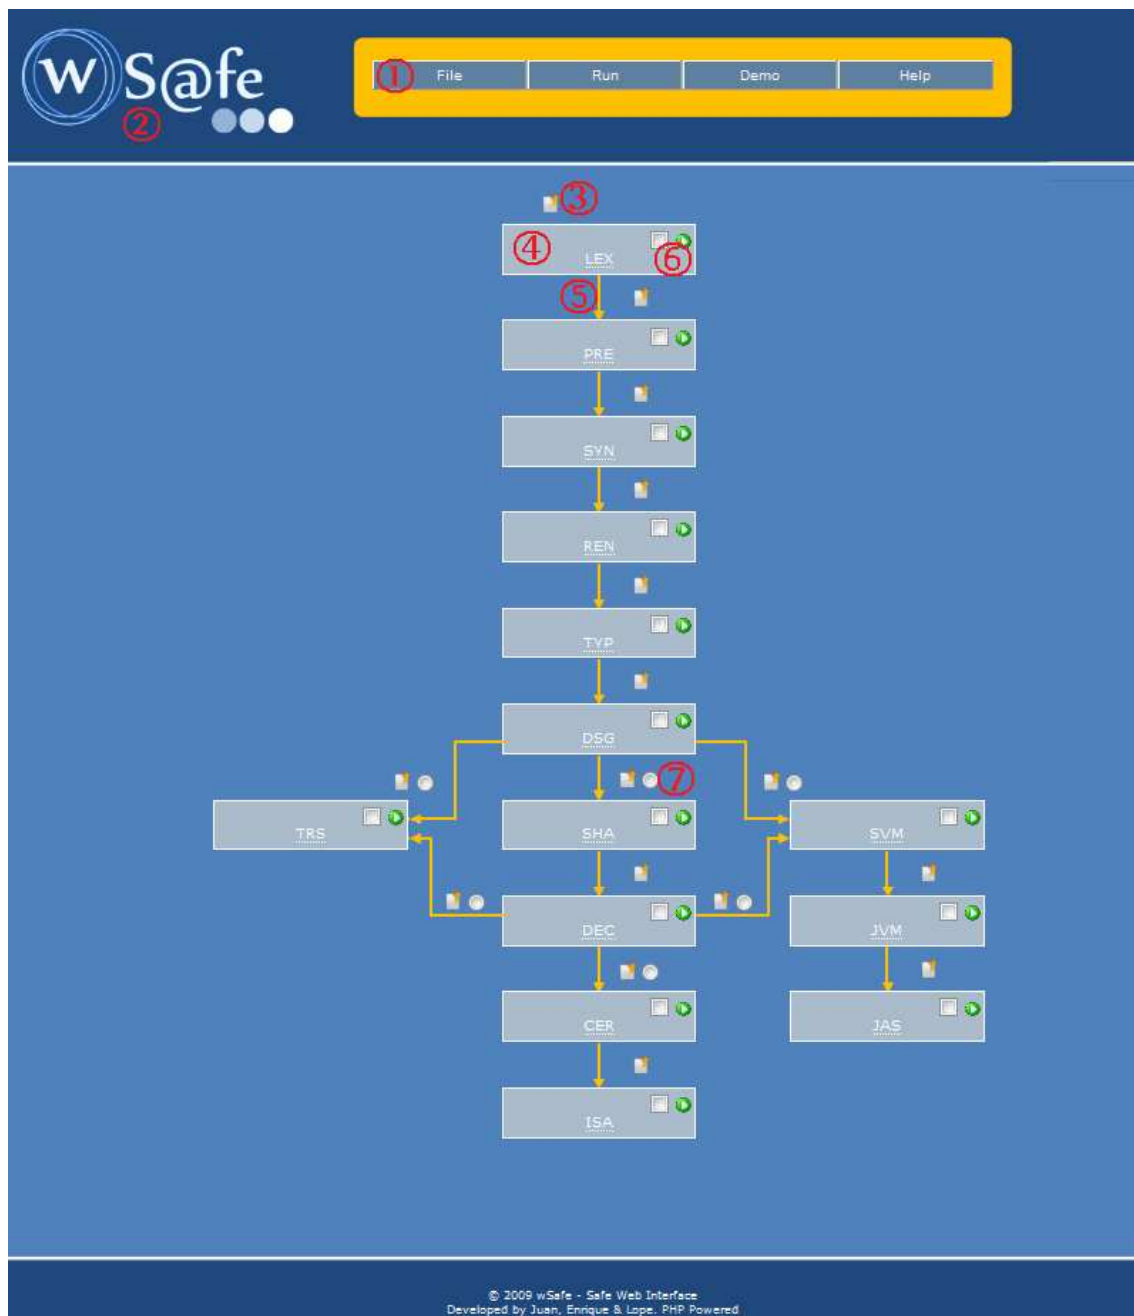 wS@fe
① File Run Demo Help
②
③
④
LEX
⑥
⑤
PRE
SYN
REN
TYP
DSG
⑦
TRS SHA SVM
DEC JVM
CER JAS
ISA
© 2009 wSafe - Safe Web Interface
Developed by Juan, Enrique & Lope. PHP Powered